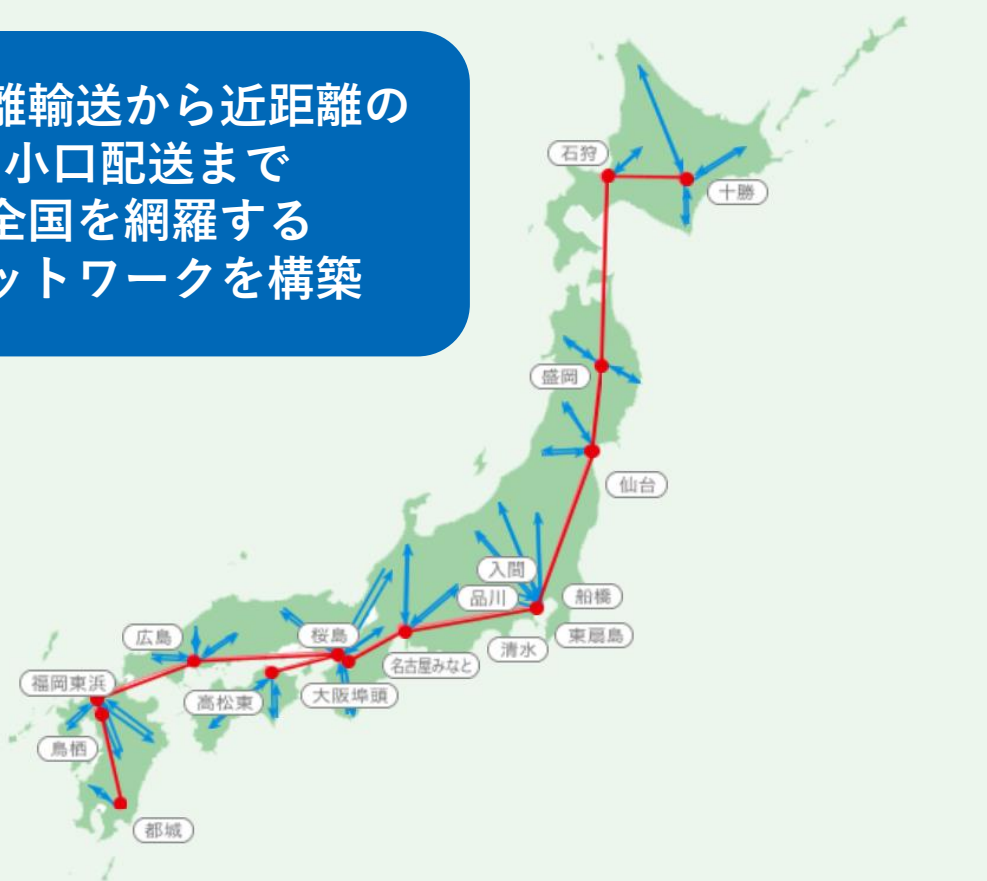 離輸送から近距離の
小口配送まで
全国を網羅する
ットワークを構築
石狩
十勝
盛岡
仙台
入間
品川
船橋
東扇島
清水
名古屋みなと
桜島
大阪埠頭
広島
高松東
福岡東浜
鳥栖
都城